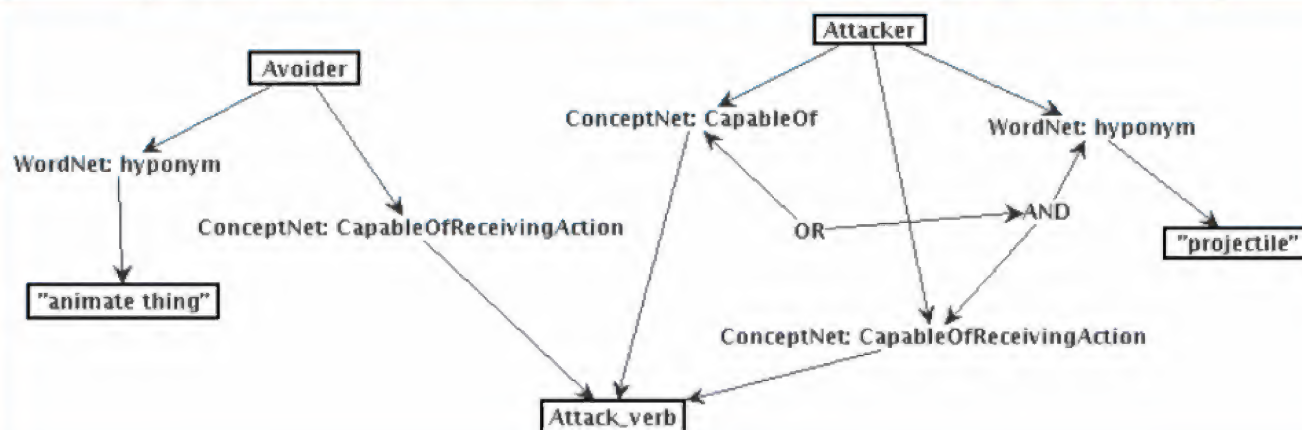 Attacker
Avoider
ConceptNet: CapableOf
WordNet: hyponym
WordNet: hyponym
ConceptNet: CapableOfReceivingAction
OR
AND
"projectile"
"animate thing"
ConceptNet: CapableOfReceivingAction
Attack_verb